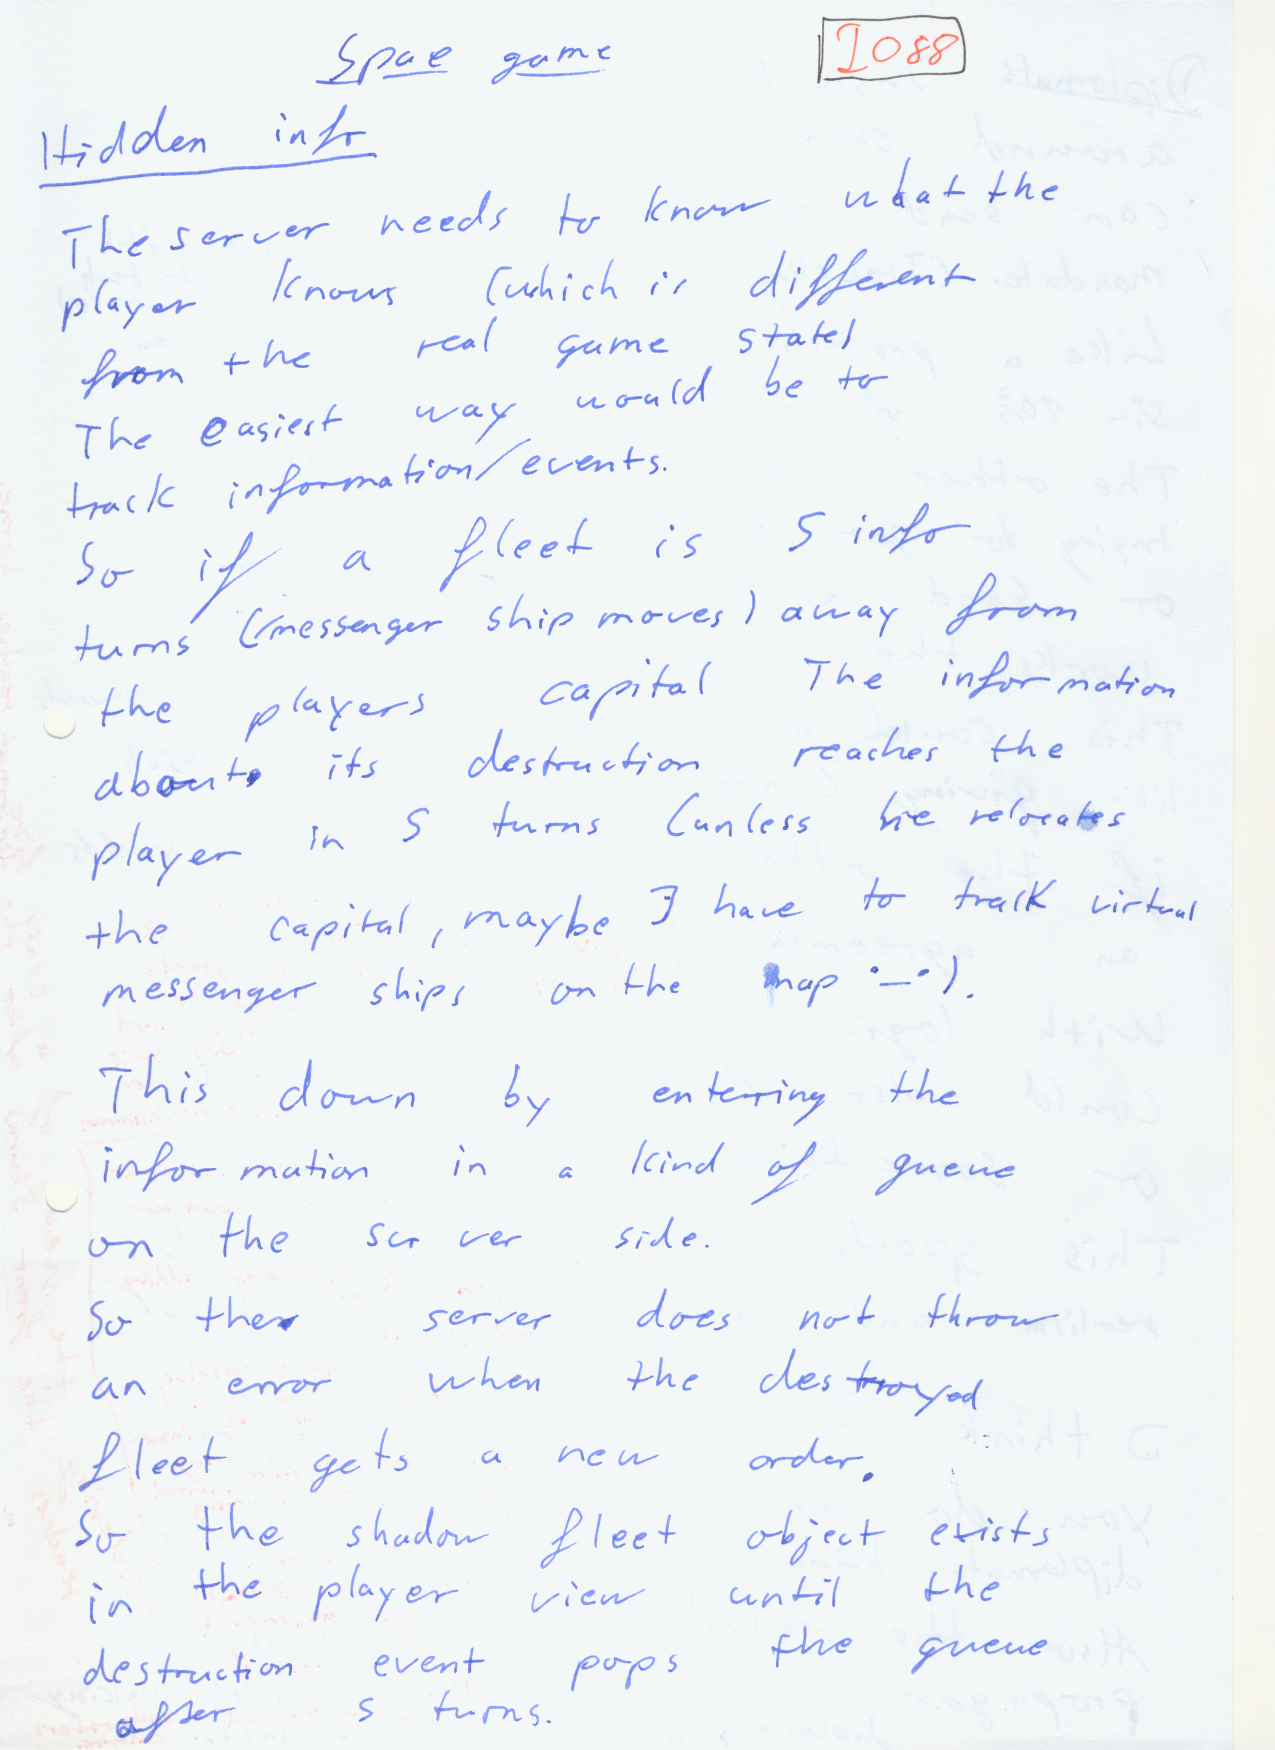 Space game
I088
Hidden info
The server needs to know what the
player knows (which is different
from the real game state)
The easiest way would be to
track information/events.
So if a fleet is 5 info
turns (messenger ship moves) away from
the players capital The information
about its destruction reaches the
player in 5 turns (unless he relocates
the capital, maybe I have to track virtual
messenger ships on the map •_•).
This down by entering the
information in a kind of queue
on the server side.
So the server does not throw
an error when the destroyed
fleet gets a new order.
So the shadow fleet object exists
in the player view until the
destruction event pops the queue
after 5 turns.